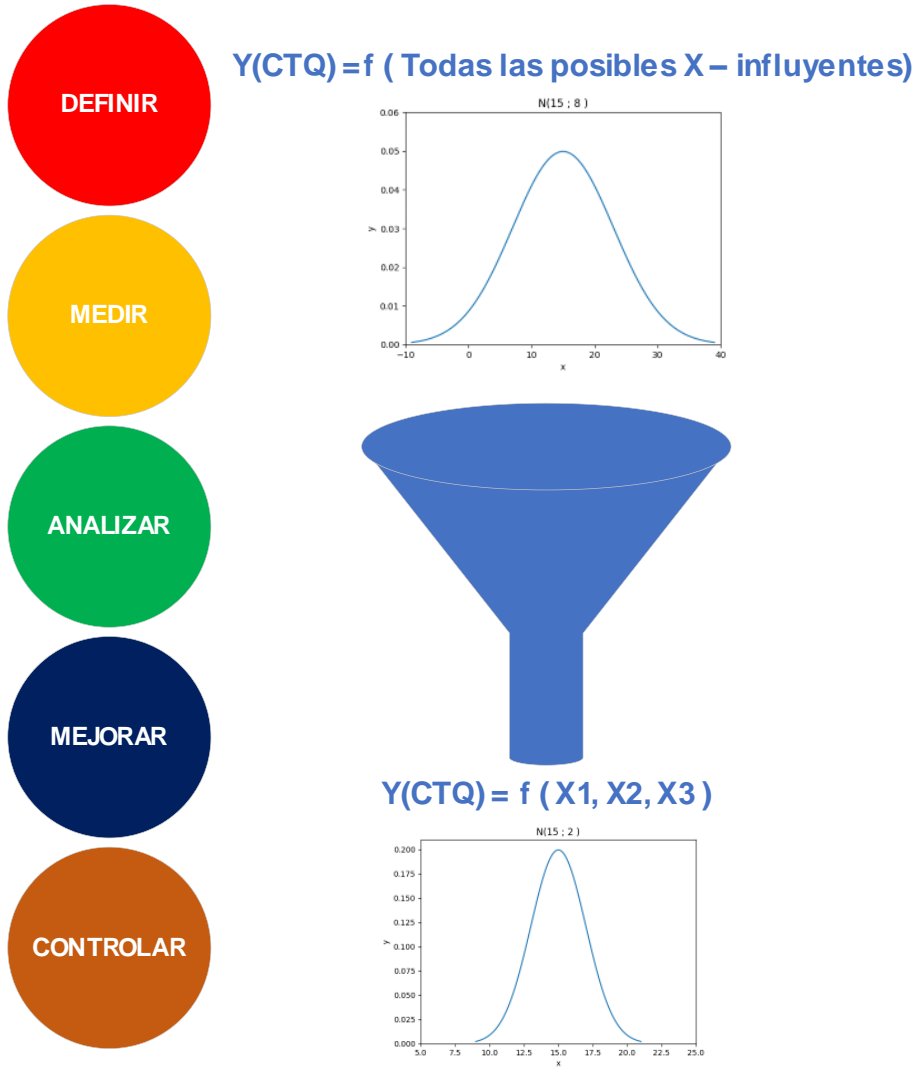 DEFINIR
MEDIR
ANALIZAR
MEJORAR
CONTROLAR
Y(CTQ) = f ( Todas las posibles X – influyentes)
N(15 ; 8 )
0.06
0.05
0.04
0.03
0.02
0.01
0.00
y
-10 0 10 20 30 40
x
Y(CTQ) = f ( X1, X2, X3 )
N(15 ; 2 )
0.200
0.175
0.150
0.125
0.100
0.075
0.050
0.025
0.000
y
5.0 7.5 10.0 12.5 15.0 17.5 20.0 22.5 25.0
x